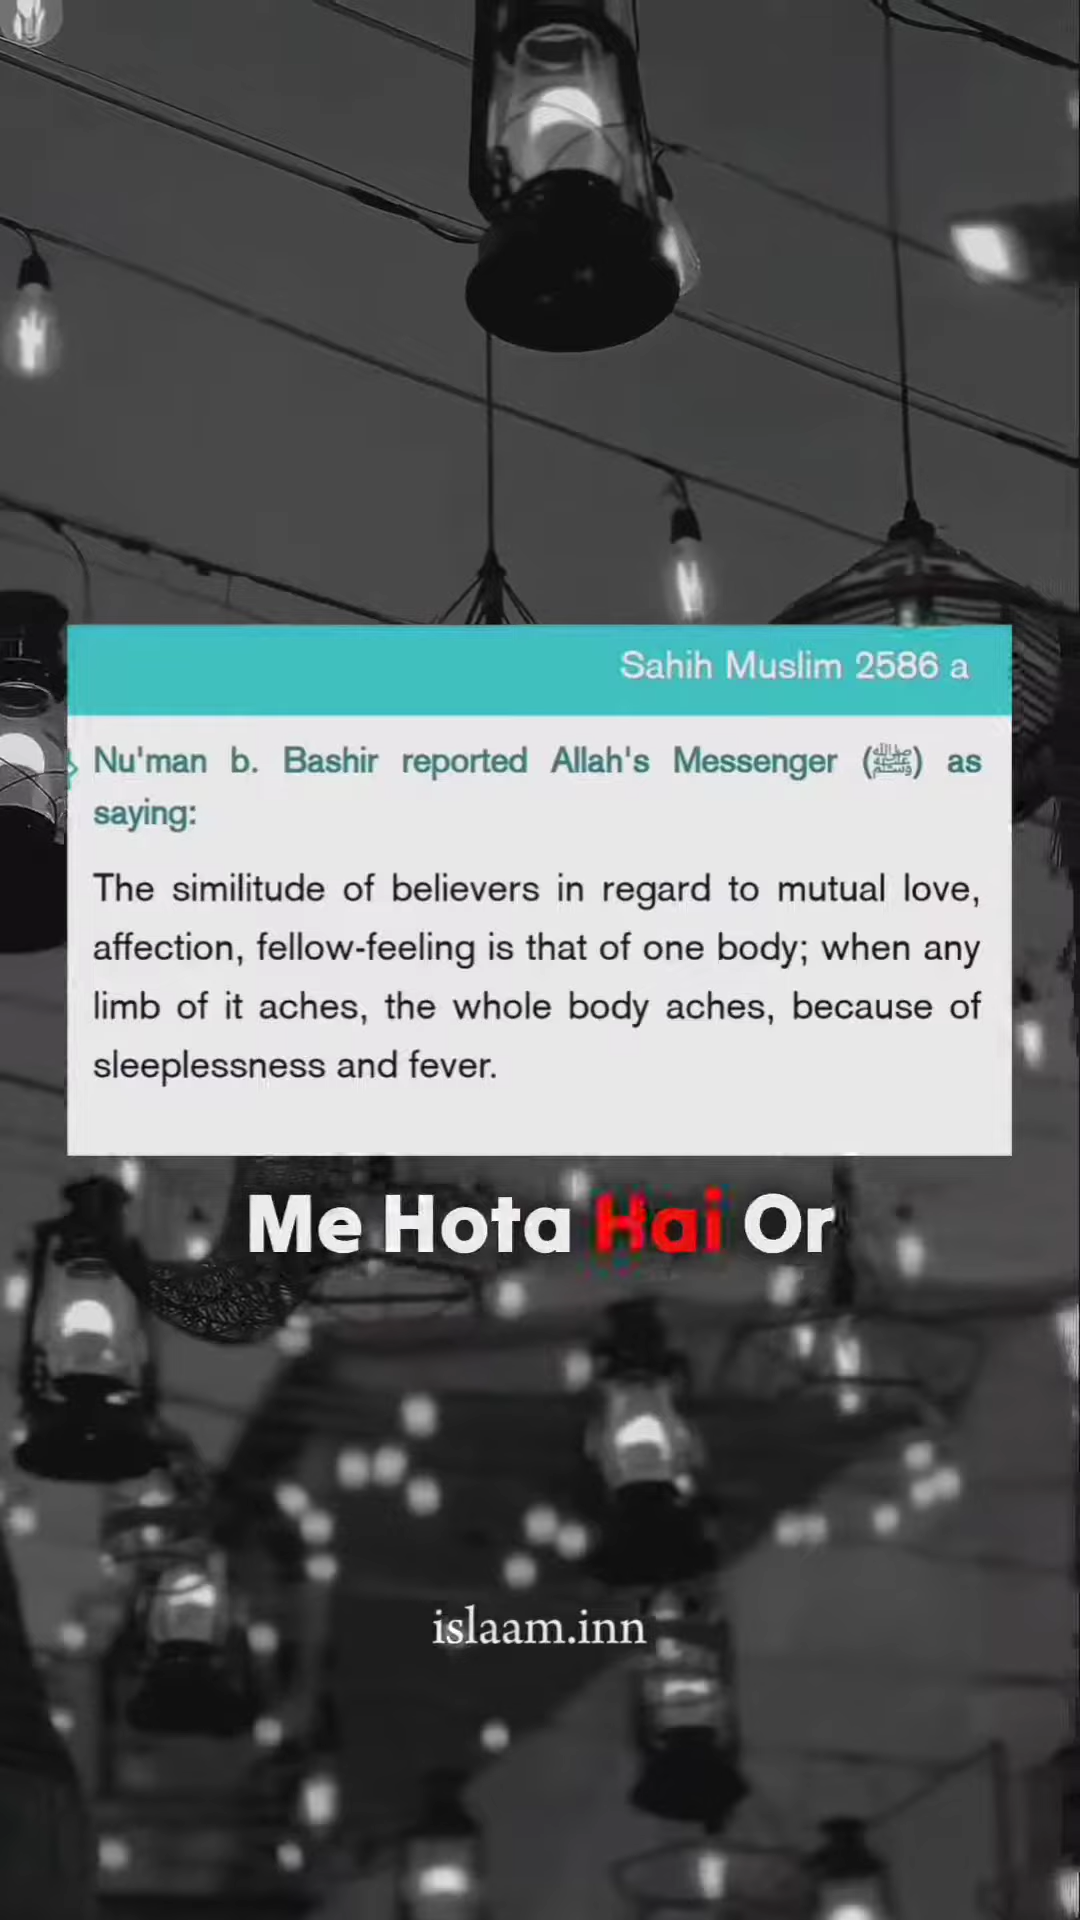 Sahih Muslim 2586 a
Nu'man b. Bashir reported Allah's Messenger (ﷺ) as
saying:
The similitude of believers in regard to mutual love,
affection, fellow-feeling is that of one body; when any
limb of it aches, the whole body aches, because of
sleeplessness and fever.
Me Hota Hai Or
islaam.inn